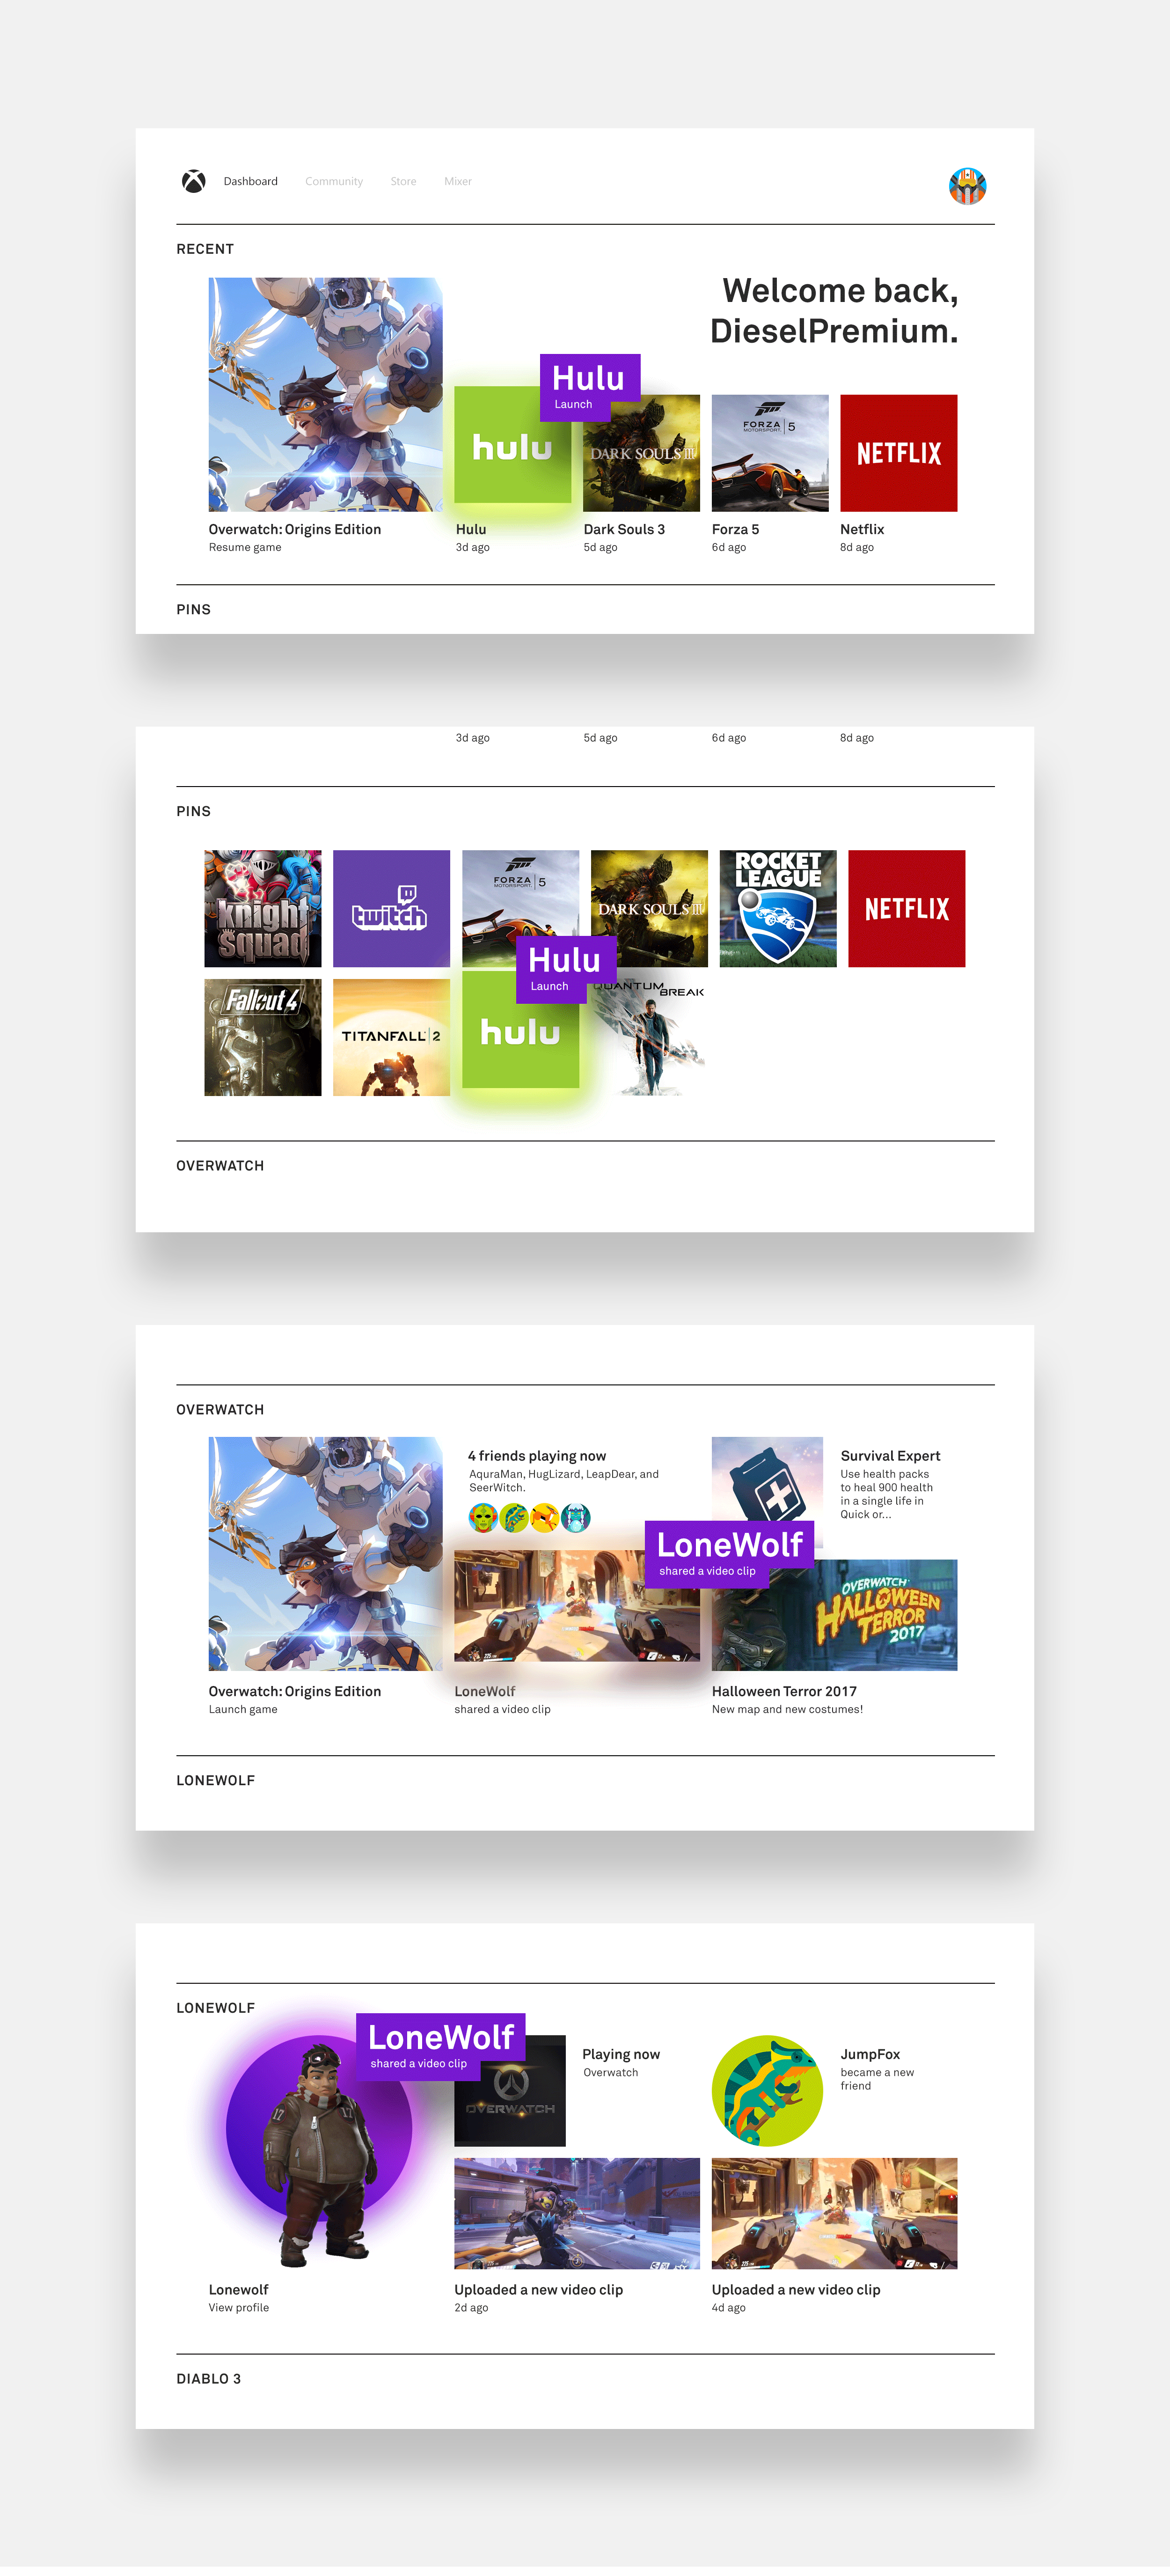 Dashboard Community Store Mixer
RECENT
Welcome back,
DieselPremium.
Hulu
Launch
hulu
DARK SOULS III
FORZA 5
MOTORSPORT
NETFLIX
Overwatch: Origins Edition
Resume game
Hulu
3d ago
Dark Souls 3
5d ago
Forza 5
6d ago
Netflix
8d ago
PINS
3d ago 5d ago 6d ago 8d ago
PINS
knight
squad
twitch
FORZA 5
MOTORSPORT
DARK SOULS III
ROCKET
LEAGUE
NETFLIX
Hulu
Launch
Fallout 4
TITANFALL 2
hulu
QUANTUM
BREAK
OVERWATCH
OVERWATCH
4 friends playing now
AquraMan, HugLizard, LeapDear, and
SeerWitch.
Survival Expert
Use health packs
to heal 900 health
in a single life in
Quick or...
LoneWolf
shared a video clip
OVERWATCH
HALLOWEEN
TERROR
2017
Overwatch: Origins Edition
Launch game
LoneWolf
shared a video clip
Halloween Terror 2017
New map and new costumes!
LONEWOLF
LONEWOLF
LoneWolf
shared a video clip
17 17
OVERWATCH
Playing now
Overwatch
JumpFox
became a new
friend
Lonewolf
View profile
Uploaded a new video clip
2d ago
Uploaded a new video clip
4d ago
DIABLO 3